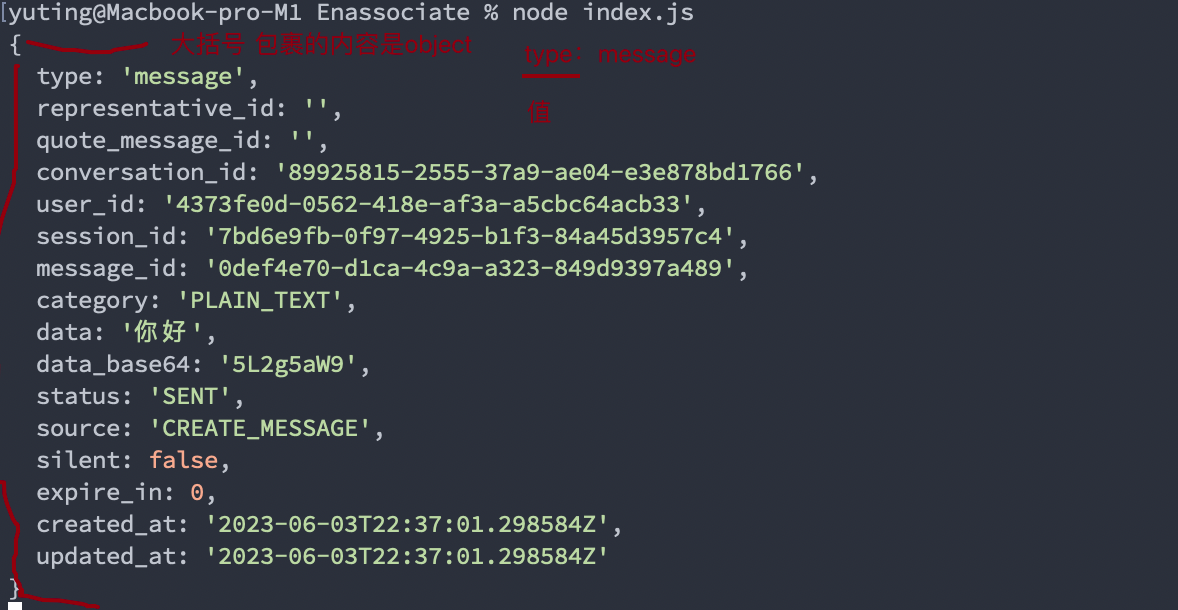 [yuting@Macbook-pro-M1 Enassociate % node index.js
{ 大括号 包裹的内容是object
type: message
type: 'message',
值
representative_id: '',
quote_message_id: '',
conversation_id: '89925815-2555-37a9-ae04-e3e878bd1766',
user_id: '4373fe0d-0562-418e-af3a-a5cbc64acb33',
session_id: '7bd6e9fb-0f97-4925-b1f3-84a45d3957c4',
message_id: '0def4e70-d1ca-4c9a-a323-849d9397a489',
category: 'PLAIN_TEXT',
data: '你好',
data_base64: '5L2g5aW9',
status: 'SENT',
source: 'CREATE_MESSAGE',
silent: false,
expire_in: 0,
created_at: '2023-06-03T22:37:01.298584Z',
updated_at: '2023-06-03T22:37:01.298584Z'
}